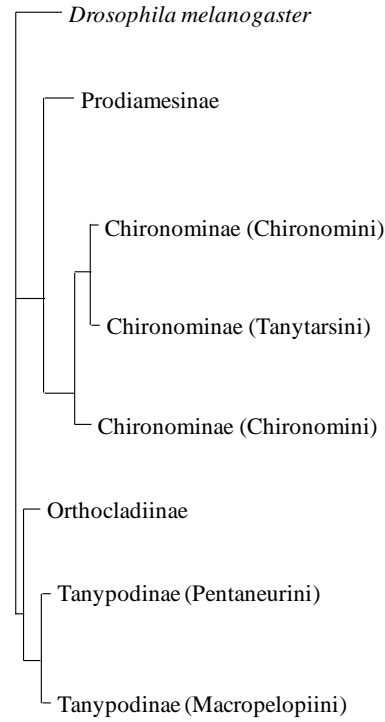 Drosophila melanogaster
Prodiamesinae
Chironominae (Chironomini)
Chironominae (Tanytarsini)
Chironominae (Chironomini)
Orthocladiinae
Tanypodinae (Pentaneurini)
Tanypodinae (Macropelopiini)